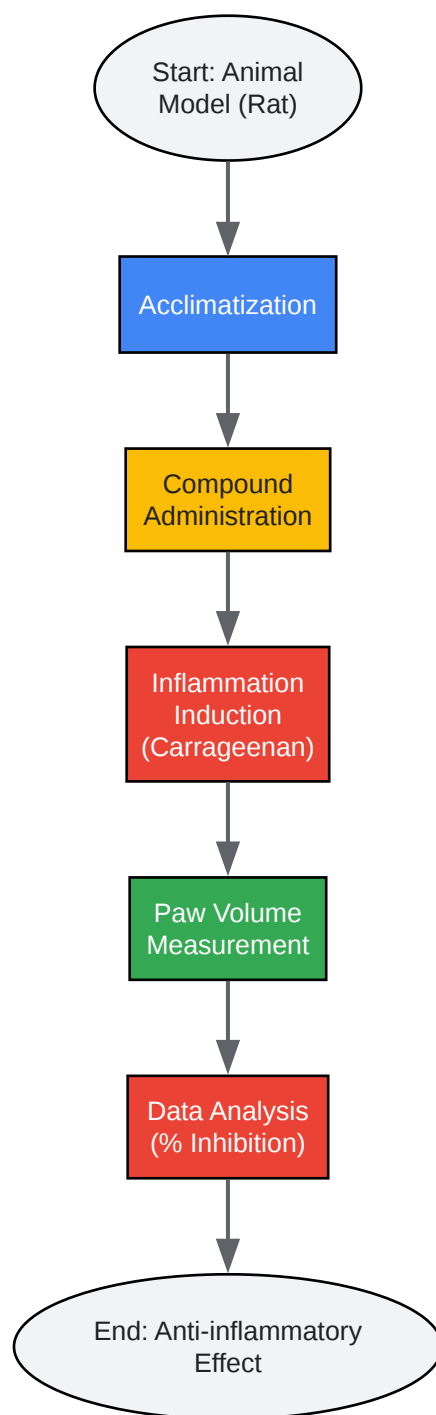 Start: Animal
Model (Rat)
Acclimatization
Compound
Administration
Inflammation
Induction
(Carrageenan)
Paw Volume
Measurement
Data Analysis
(% Inhibition)
End: Anti-inflammatory
Effect